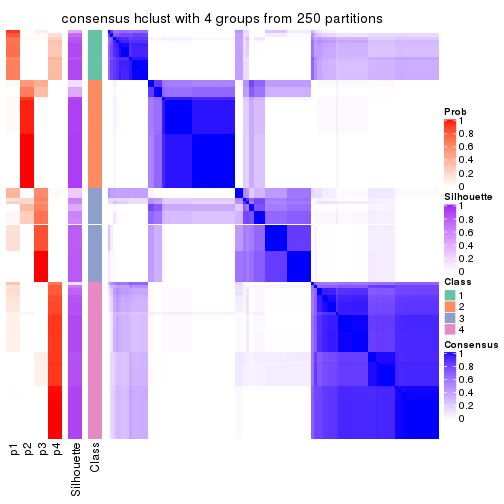 consensus hclust with 4 groups from 250 partitions
Prob
1
0.8
0.6
0.4
0.2
0
Silhouette
1
0.8
0.6
0.4
0.2
0
Class
1
2
3
4
Consensus
1
0.8
0.6
0.4
0.2
0
p1
p2
p3
p4
Silhouette
Class